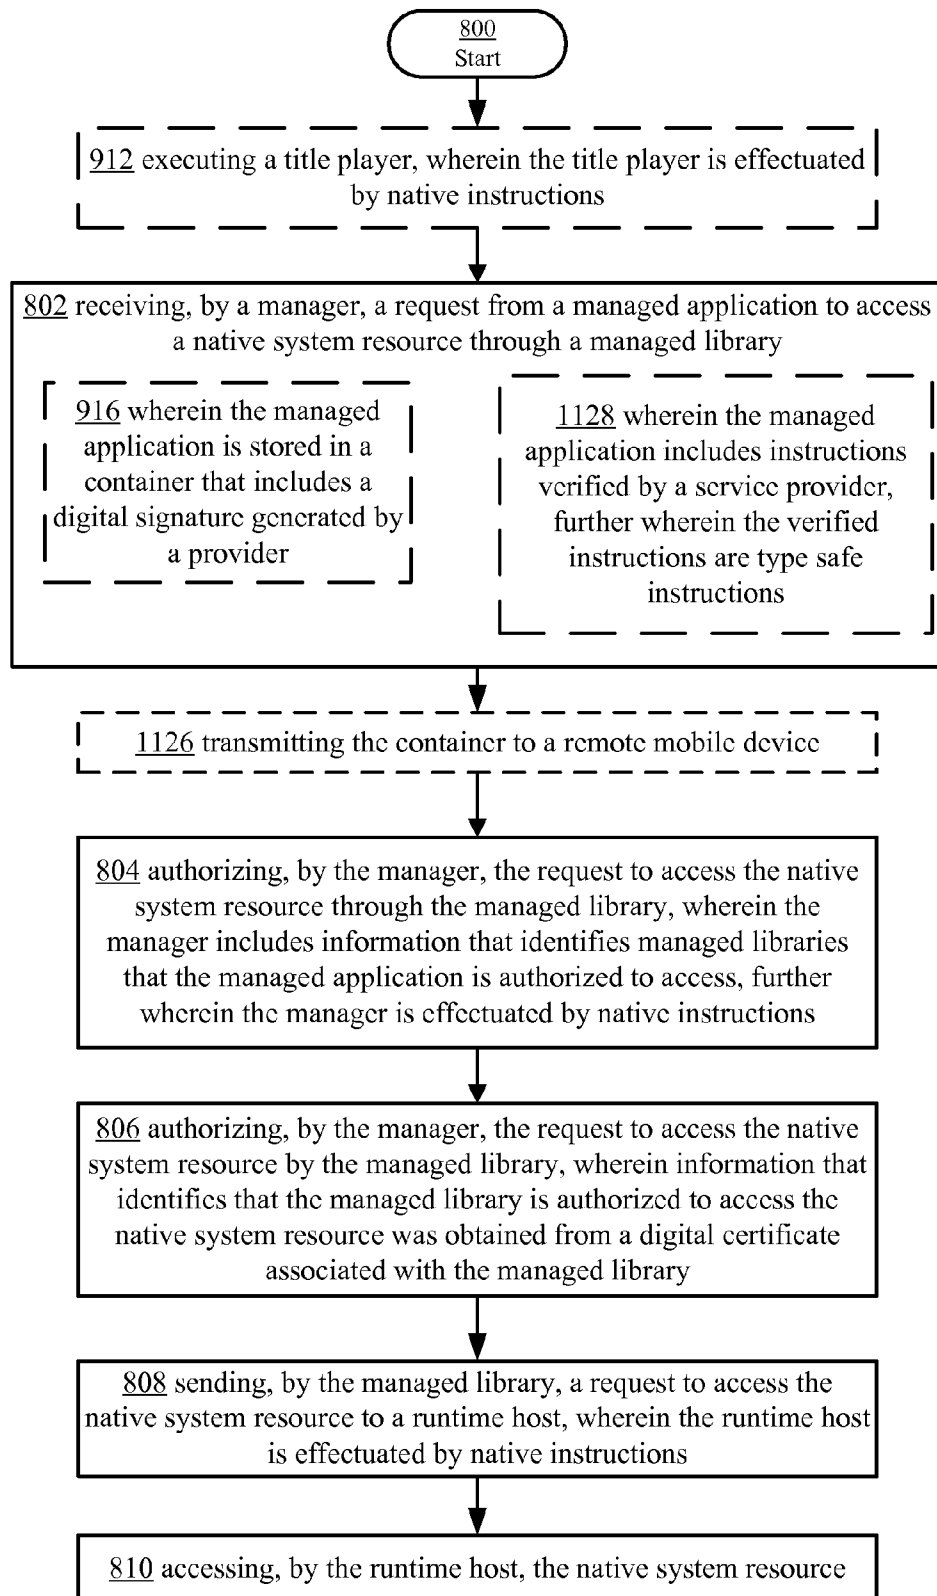 800
Start
912 executing a title player, wherein the title player is effectuated
by native instructions
802 receiving, by a manager, a request from a managed application to access
a native system resource through a managed library
916 wherein the managed
application is stored in a
container that includes a
digital signature generated by
a provider
1128 wherein the managed
application includes instructions
verified by a service provider,
further wherein the verified
instructions are type safe
instructions
1126 transmitting the container to a remote mobile device
804 authorizing, by the manager, the request to access the native
system resource through the managed library, wherein the
manager includes information that identifies managed libraries
that the managed application is authorized to access, further
wherein the manager is effectuated by native instructions
806 authorizing, by the manager, the request to access the native
system resource by the managed library, wherein information that
identifies that the managed library is authorized to access the
native system resource was obtained from a digital certificate
associated with the managed library
808 sending, by the managed library, a request to access the
native system resource to a runtime host, wherein the runtime host
is effectuated by native instructions
810 accessing, by the runtime host, the native system resource